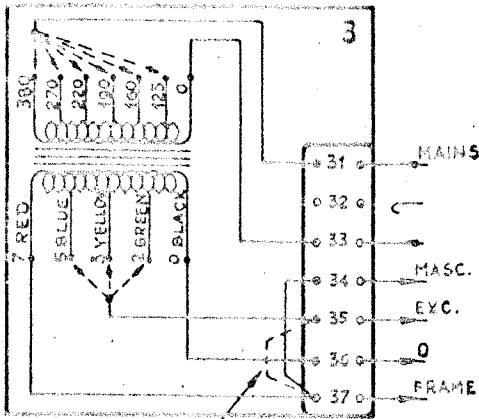 3
380
270
220
190
160
125
0
7 RED
5 BLUE
3 YELLOW
2 GREEN
0 BLACK
31 MAINS
32
33
34 MASC.
35 EXC.
36 0
37 FRAME